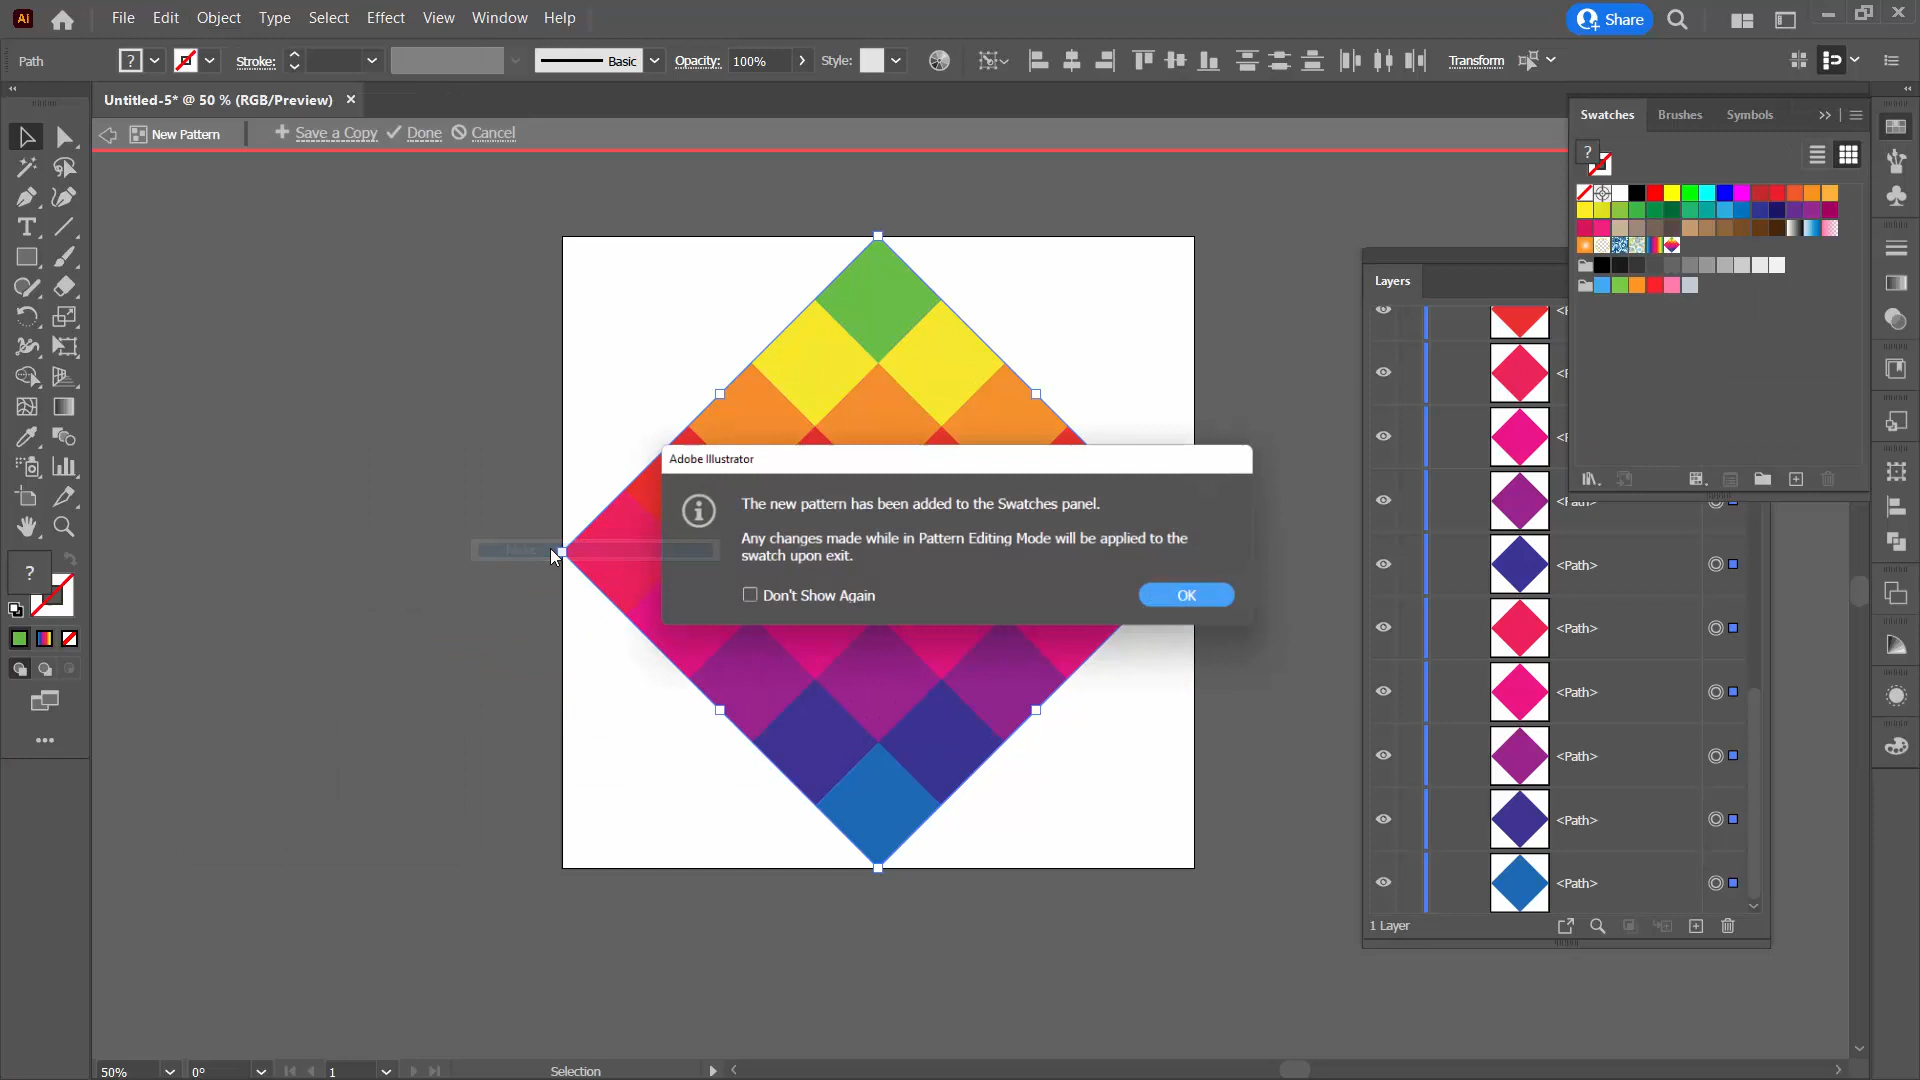 Ai File Edit Object Type Select Effect View Window Help Share
Path ? Stroke: Basic Opacity: 100% Style: Transform
Untitled-5* @ 50 % (RGB/Preview)
New Pattern Save a Copy Done Cancel
Swatches Brushes Symbols
?
Layers
Adobe Illustrator
The new pattern has been added to the Swatches panel.
Any changes made while in Pattern Editing Mode will be applied to the
swatch upon exit.
Don't Show Again OK
<Path>
<Path>
<Path>
<Path>
<Path>
<Path>
1 Layer
?
50% 0° 1 Selection